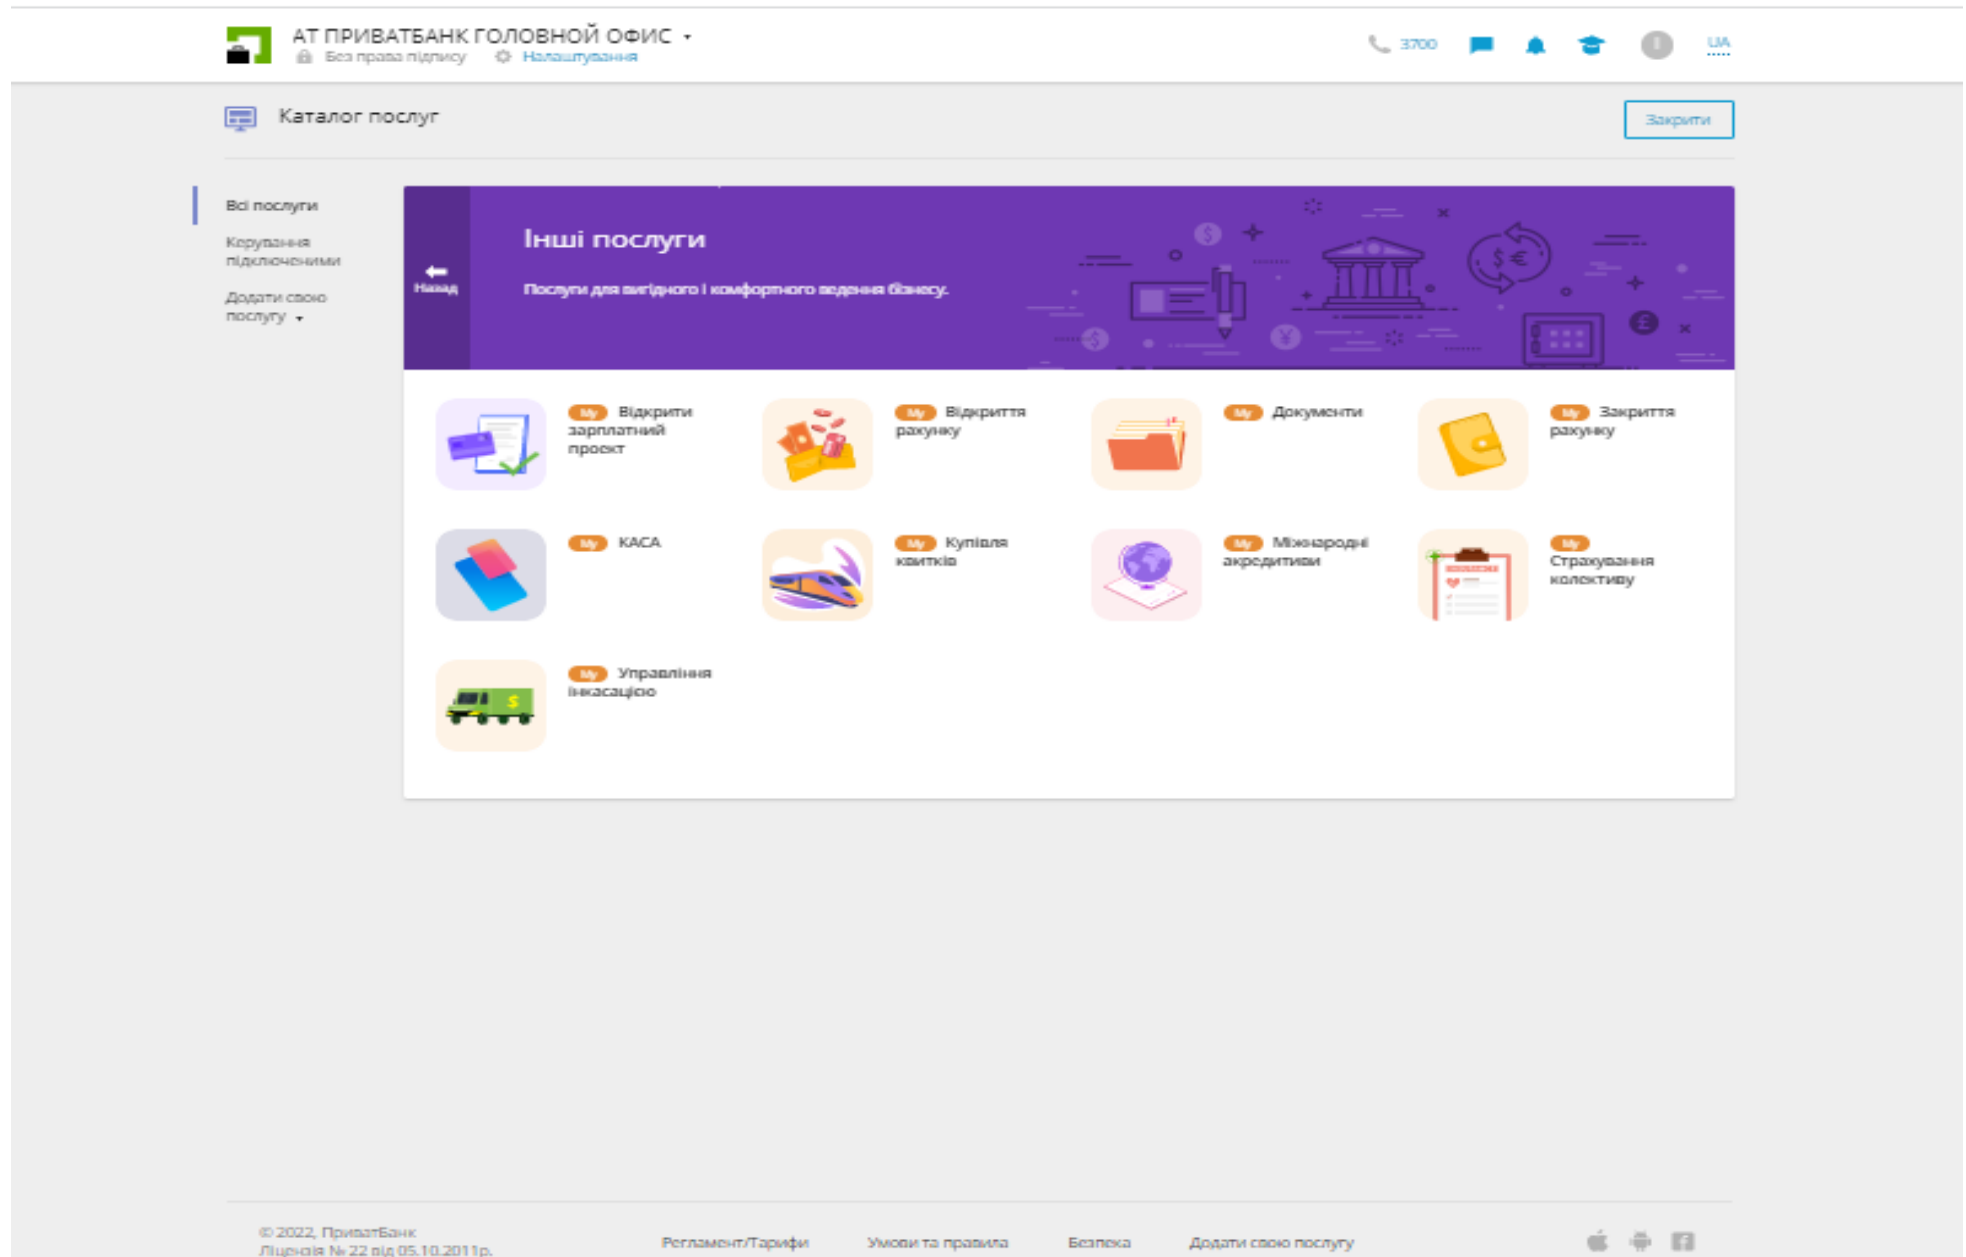 АТ ПРИВАТБАНК ГОЛОВНОЙ ОФИС
Без права підпису Налаштування
3700
UA
Каталог послуг
Закрити
Всі послуги
Керування
підключеними
Додати свою
послугу
Назад
Інші послуги
Послуги для вигідного і комфортного ведення бізнесу.
My Відкрити
зарплатний
проект
My Відкриття
рахунку
My Документи
My Закриття
рахунку
My КАСА
My Купівля
квитків
My Міжнародні
акредитиви
My
Страхування
колективу
My Управління
інкасацією
© 2022, ПриватБанк
Ліцензія № 22 від 05.10.2011р.
Регламент/Тарифи
Умови та правила
Безпека
Додати свою послугу